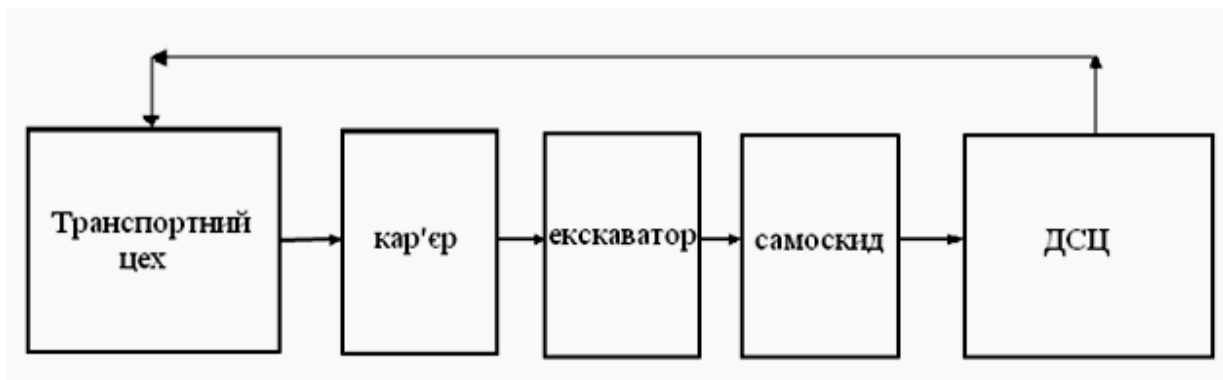 Транспортний
цех
кар'єр
екскаватор
самоскид
ДСЦ